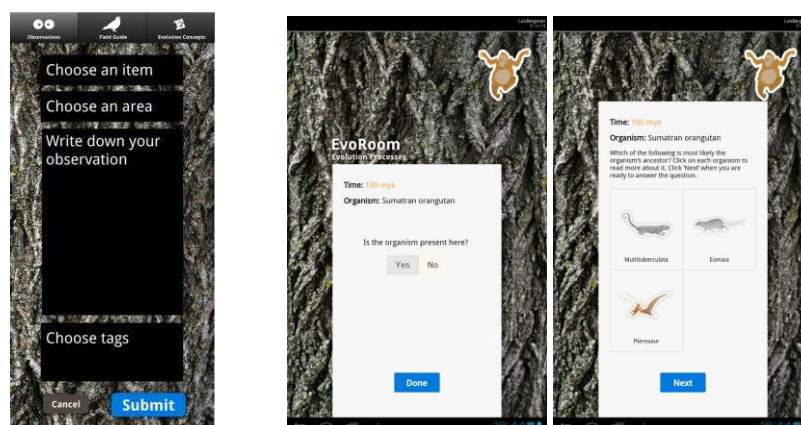 Observations
Field Guide
Evolution Concepts
Choose an item
Choose an area
Write down your
observation
Choose tags
Cancel
Submit
EvoRoom
Evolution Processes
Time: 100 mya
Organism: Sumatran orangutan
Is the organism present here?
Yes
No
Done
Time: 100 mya
Organism: Sumatran orangutan
Which of the following is most likely the
organism's ancestor? Click on each organism to
read more about it. Click 'Next' when you are
ready to answer the question.
Multituberculata
Eomaia
Pterosaur
Next